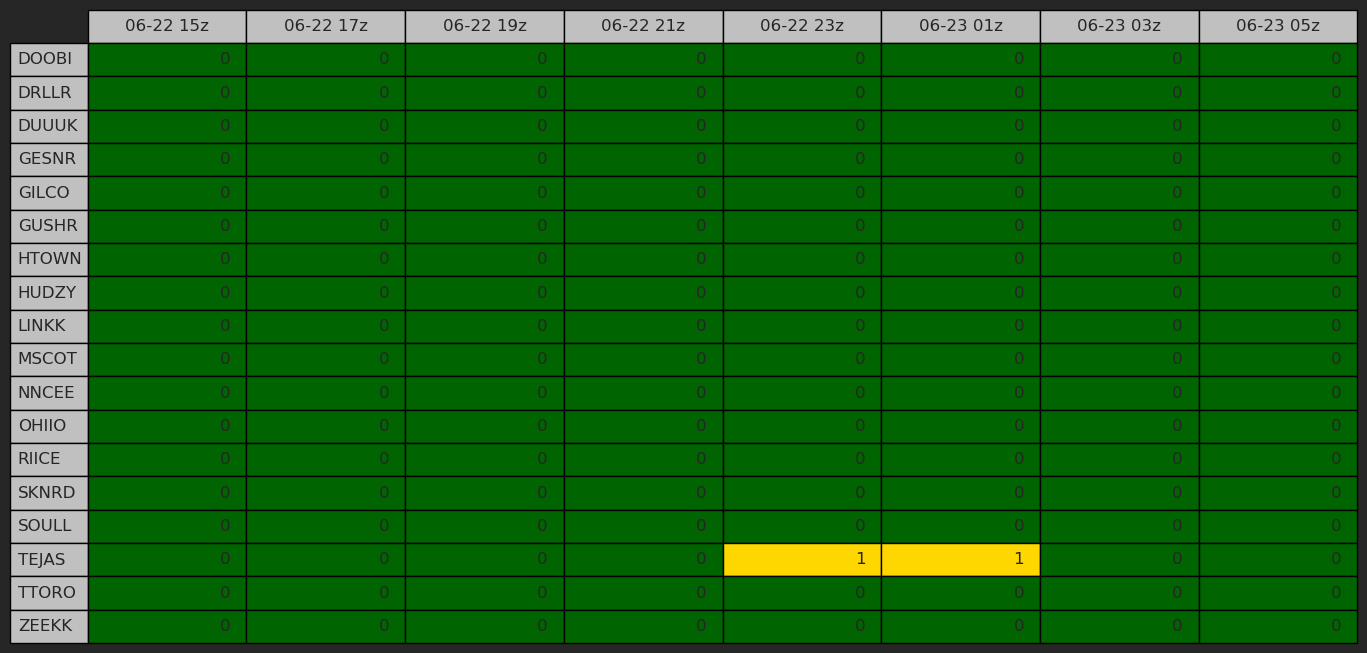 06-22 15z 06-22 17z 06-22 19z 06-22 21z 06-22 23z 06-23 01z 06-23 03z 06-23 05z
DOOBI 0 0 0 0 0 0 0 0
DRLLR 0 0 0 0 0 0 0 0
DUUUK 0 0 0 0 0 0 0 0
GESNR 0 0 0 0 0 0 0 0
GILCO 0 0 0 0 0 0 0 0
GUSHR 0 0 0 0 0 0 0 0
HTOWN 0 0 0 0 0 0 0 0
HUDZY 0 0 0 0 0 0 0 0
LINKK 0 0 0 0 0 0 0 0
MSCOT 0 0 0 0 0 0 0 0
NNCEE 0 0 0 0 0 0 0 0
OHIIO 0 0 0 0 0 0 0 0
RIICE 0 0 0 0 0 0 0 0
SKNRD 0 0 0 0 0 0 0 0
SOULL 0 0 0 0 0 0 0 0
TEJAS 0 0 0 0 1 1 0 0
TTORO 0 0 0 0 0 0 0 0
ZEEKK 0 0 0 0 0 0 0 0